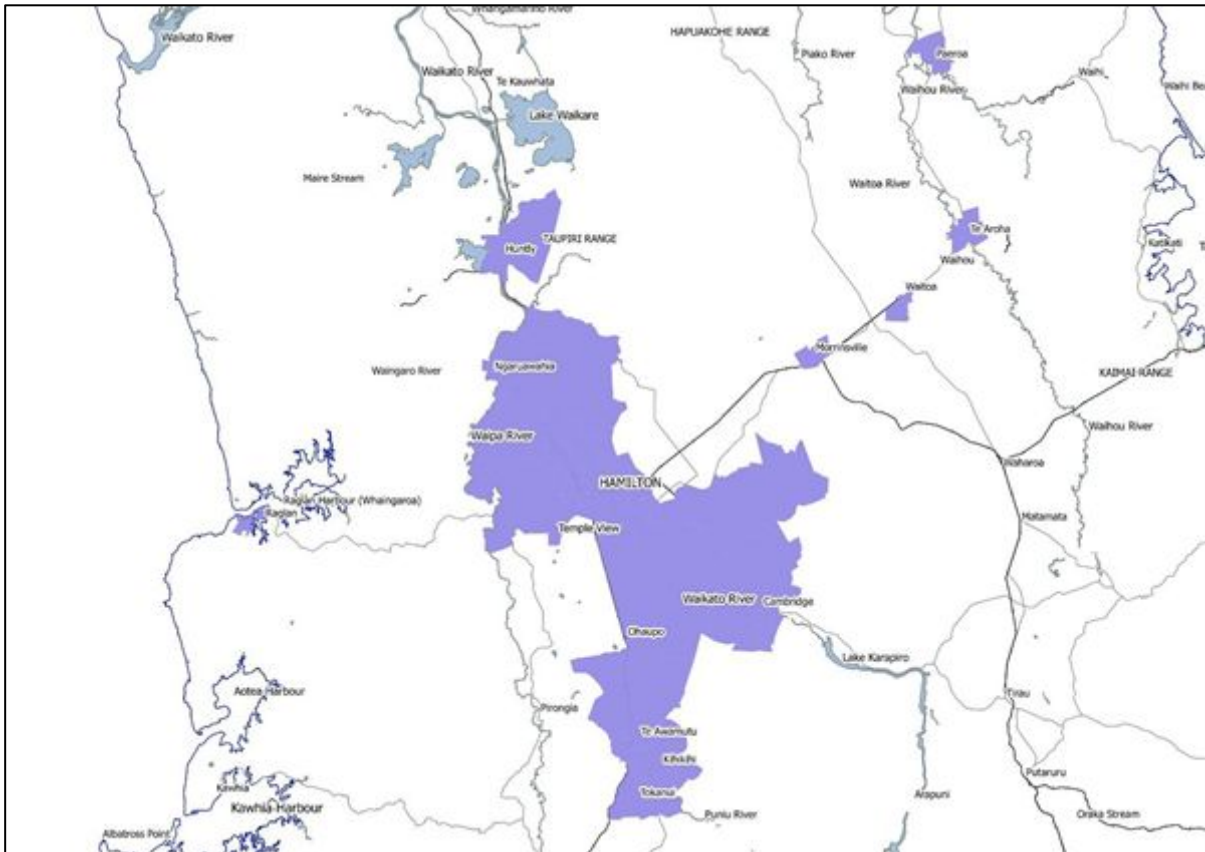 Whangamarino River
Waikato River
HAPUAKOHE RANGE
Piako River
Paeroa
Waikato River
Te Kauwhata
Waihi
Waihou River
Lake Waikare
Maire Stream
Waitoa River
Te Aroha
Huntly
TAUPIRI RANGE
Katikati
Waihou
Waitoa
Morrinsville
Waingaro River
Ngaruawahia
KAIMAI RANGE
Waipa River
Waihou River
Waharoa
HAMILTON
Raglan Harbour (Whaingaroa)
Raglan
Temple View
Matamata
Waikato River
Cambridge
Ohaupo
Lake Karapiro
Aotea Harbour
Tirau
Pirongia
Te Awamutu
Kihikihi
Putaruru
Kawhia
Tokanui
Arapuni
Kawhia Harbour
Puniu River
Oraka Stream
Albatross Point